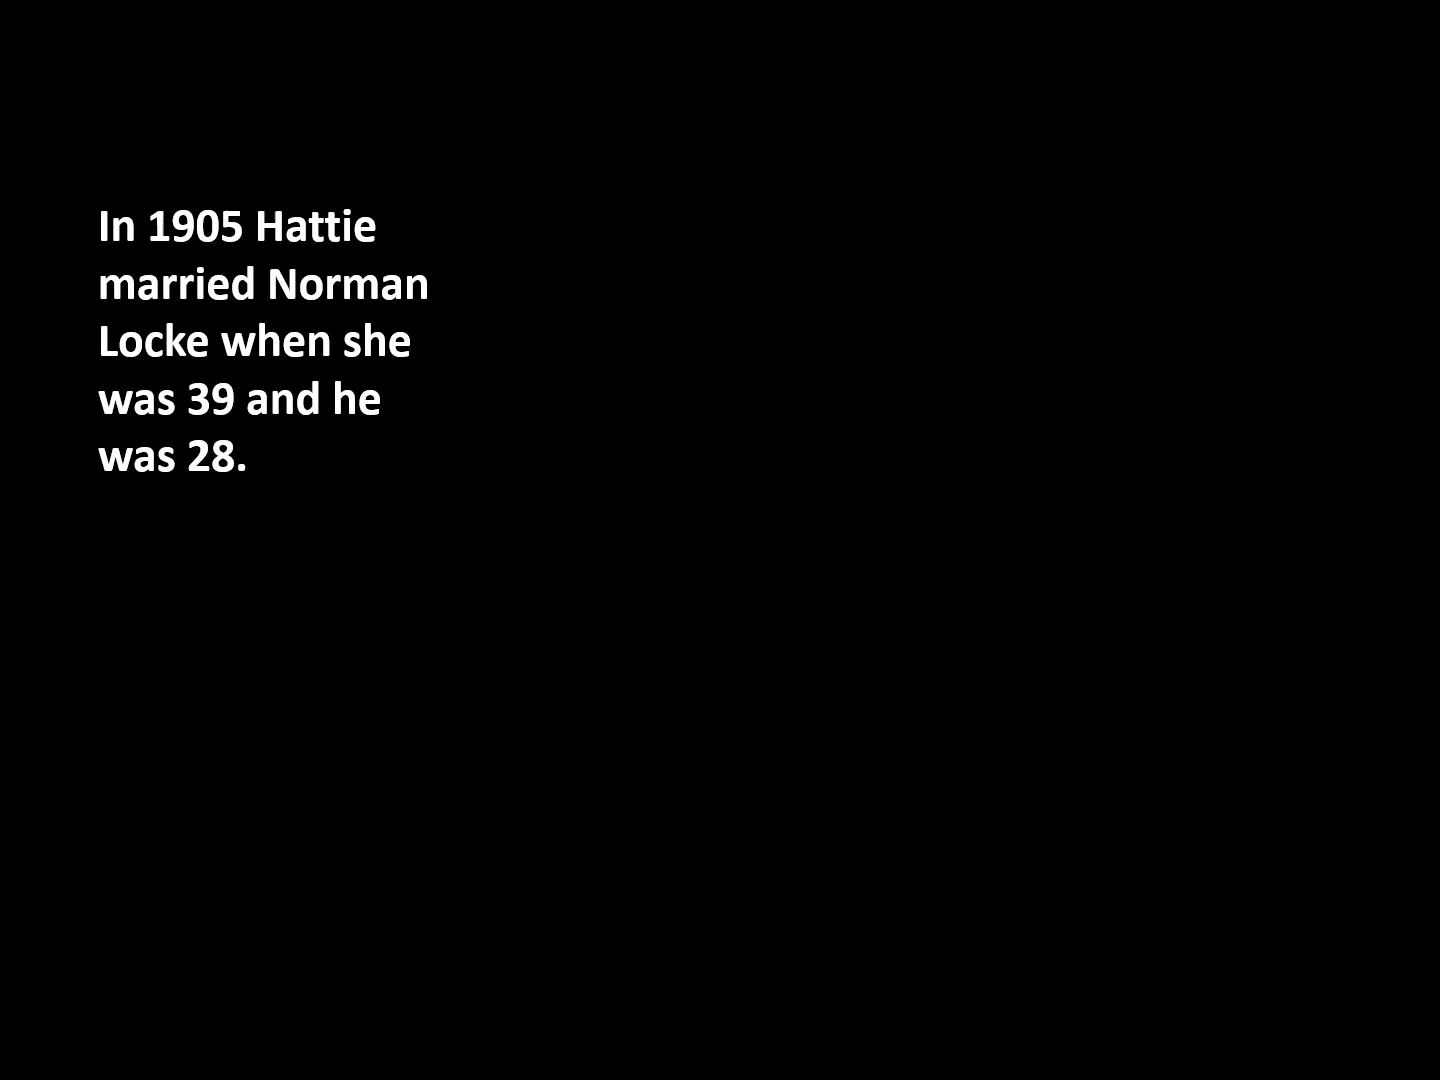 In 1905 Hattie
married Norman
Locke when she
was 39 and he
was 28.